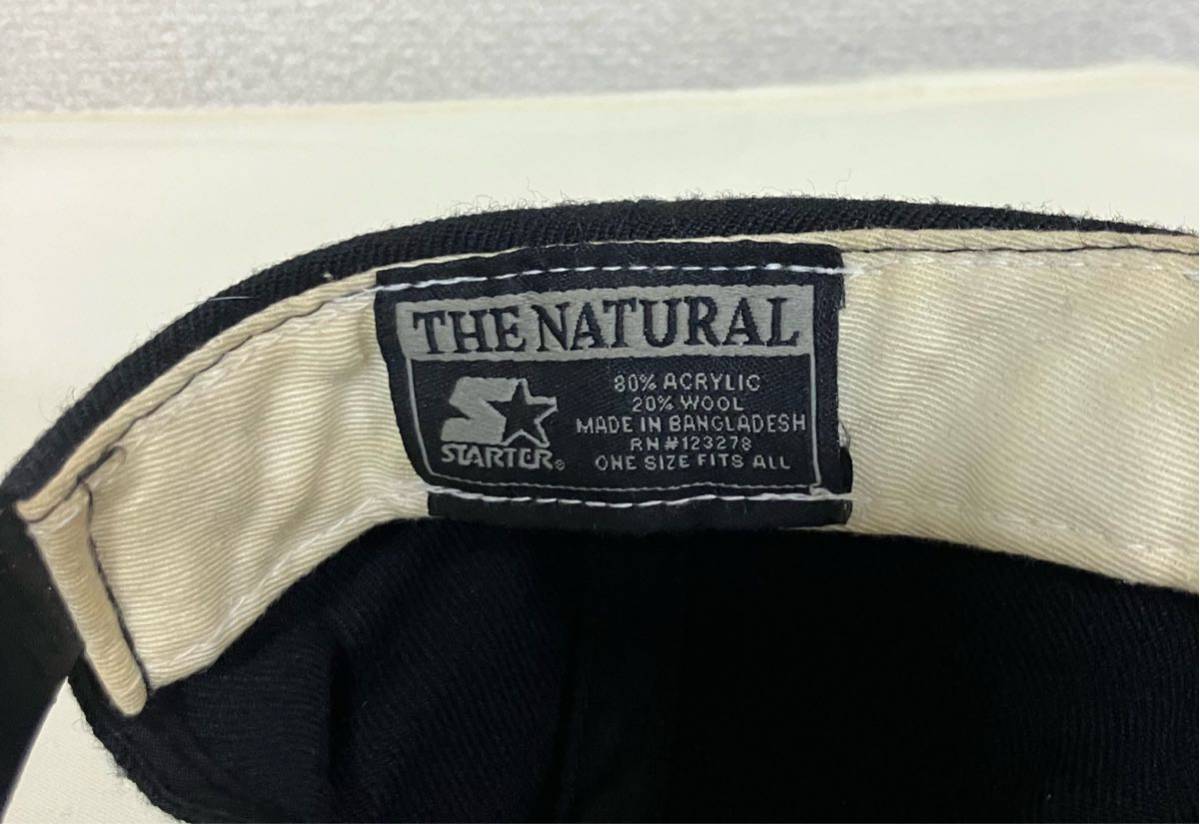 THE NATURAL
80% ACRYLIC
20% WOOL
MADE IN BANGLADESH
RN#123278
ONE SIZE FITS ALL
STARTER®